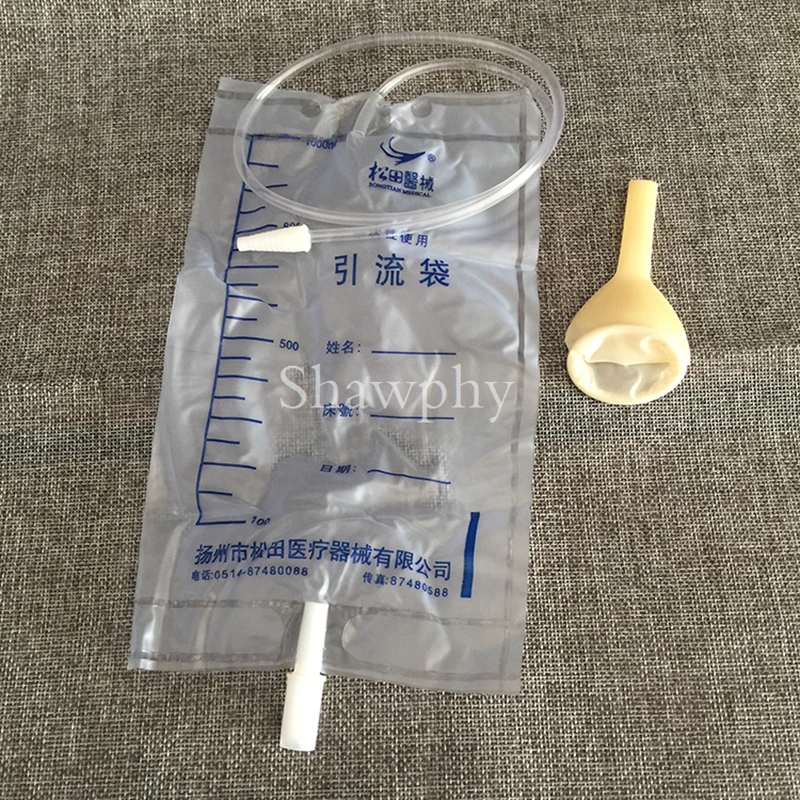 1000ml
®
松田醫械
SONGTIAN MEDICAL
次性使用
引流袋
500
姓名:
Shawphy
床號:
日期:
100
扬州市松田医疗器械有限公司
电话:0514-87480088 传真:87480588